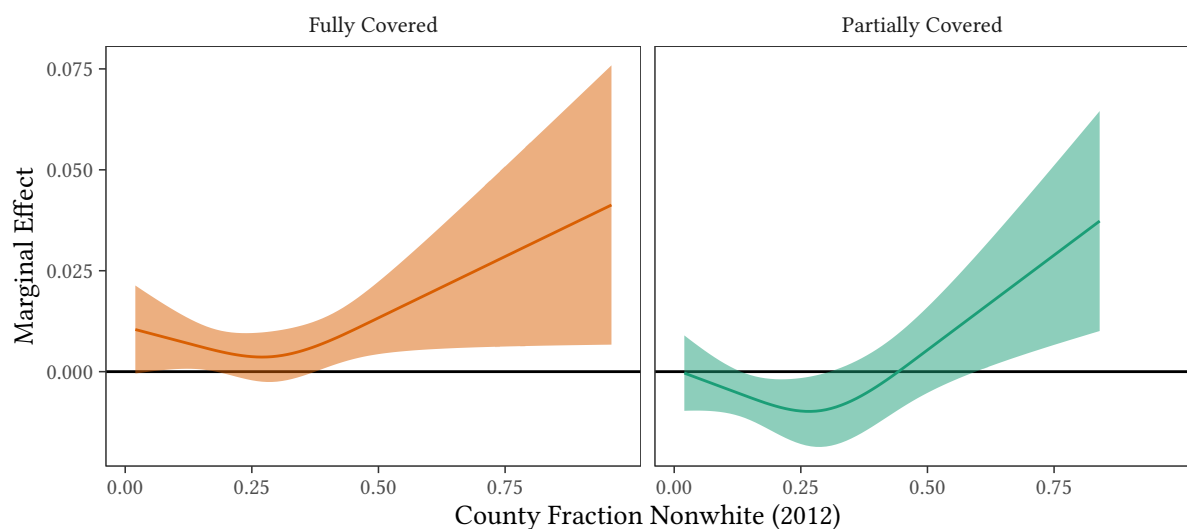 Fully Covered
Partially Covered
0.075
0.050
0.025
0.000
Marginal Effect
0.00 0.25 0.50 0.75
0.00 0.25 0.50 0.75
County Fraction Nonwhite (2012)